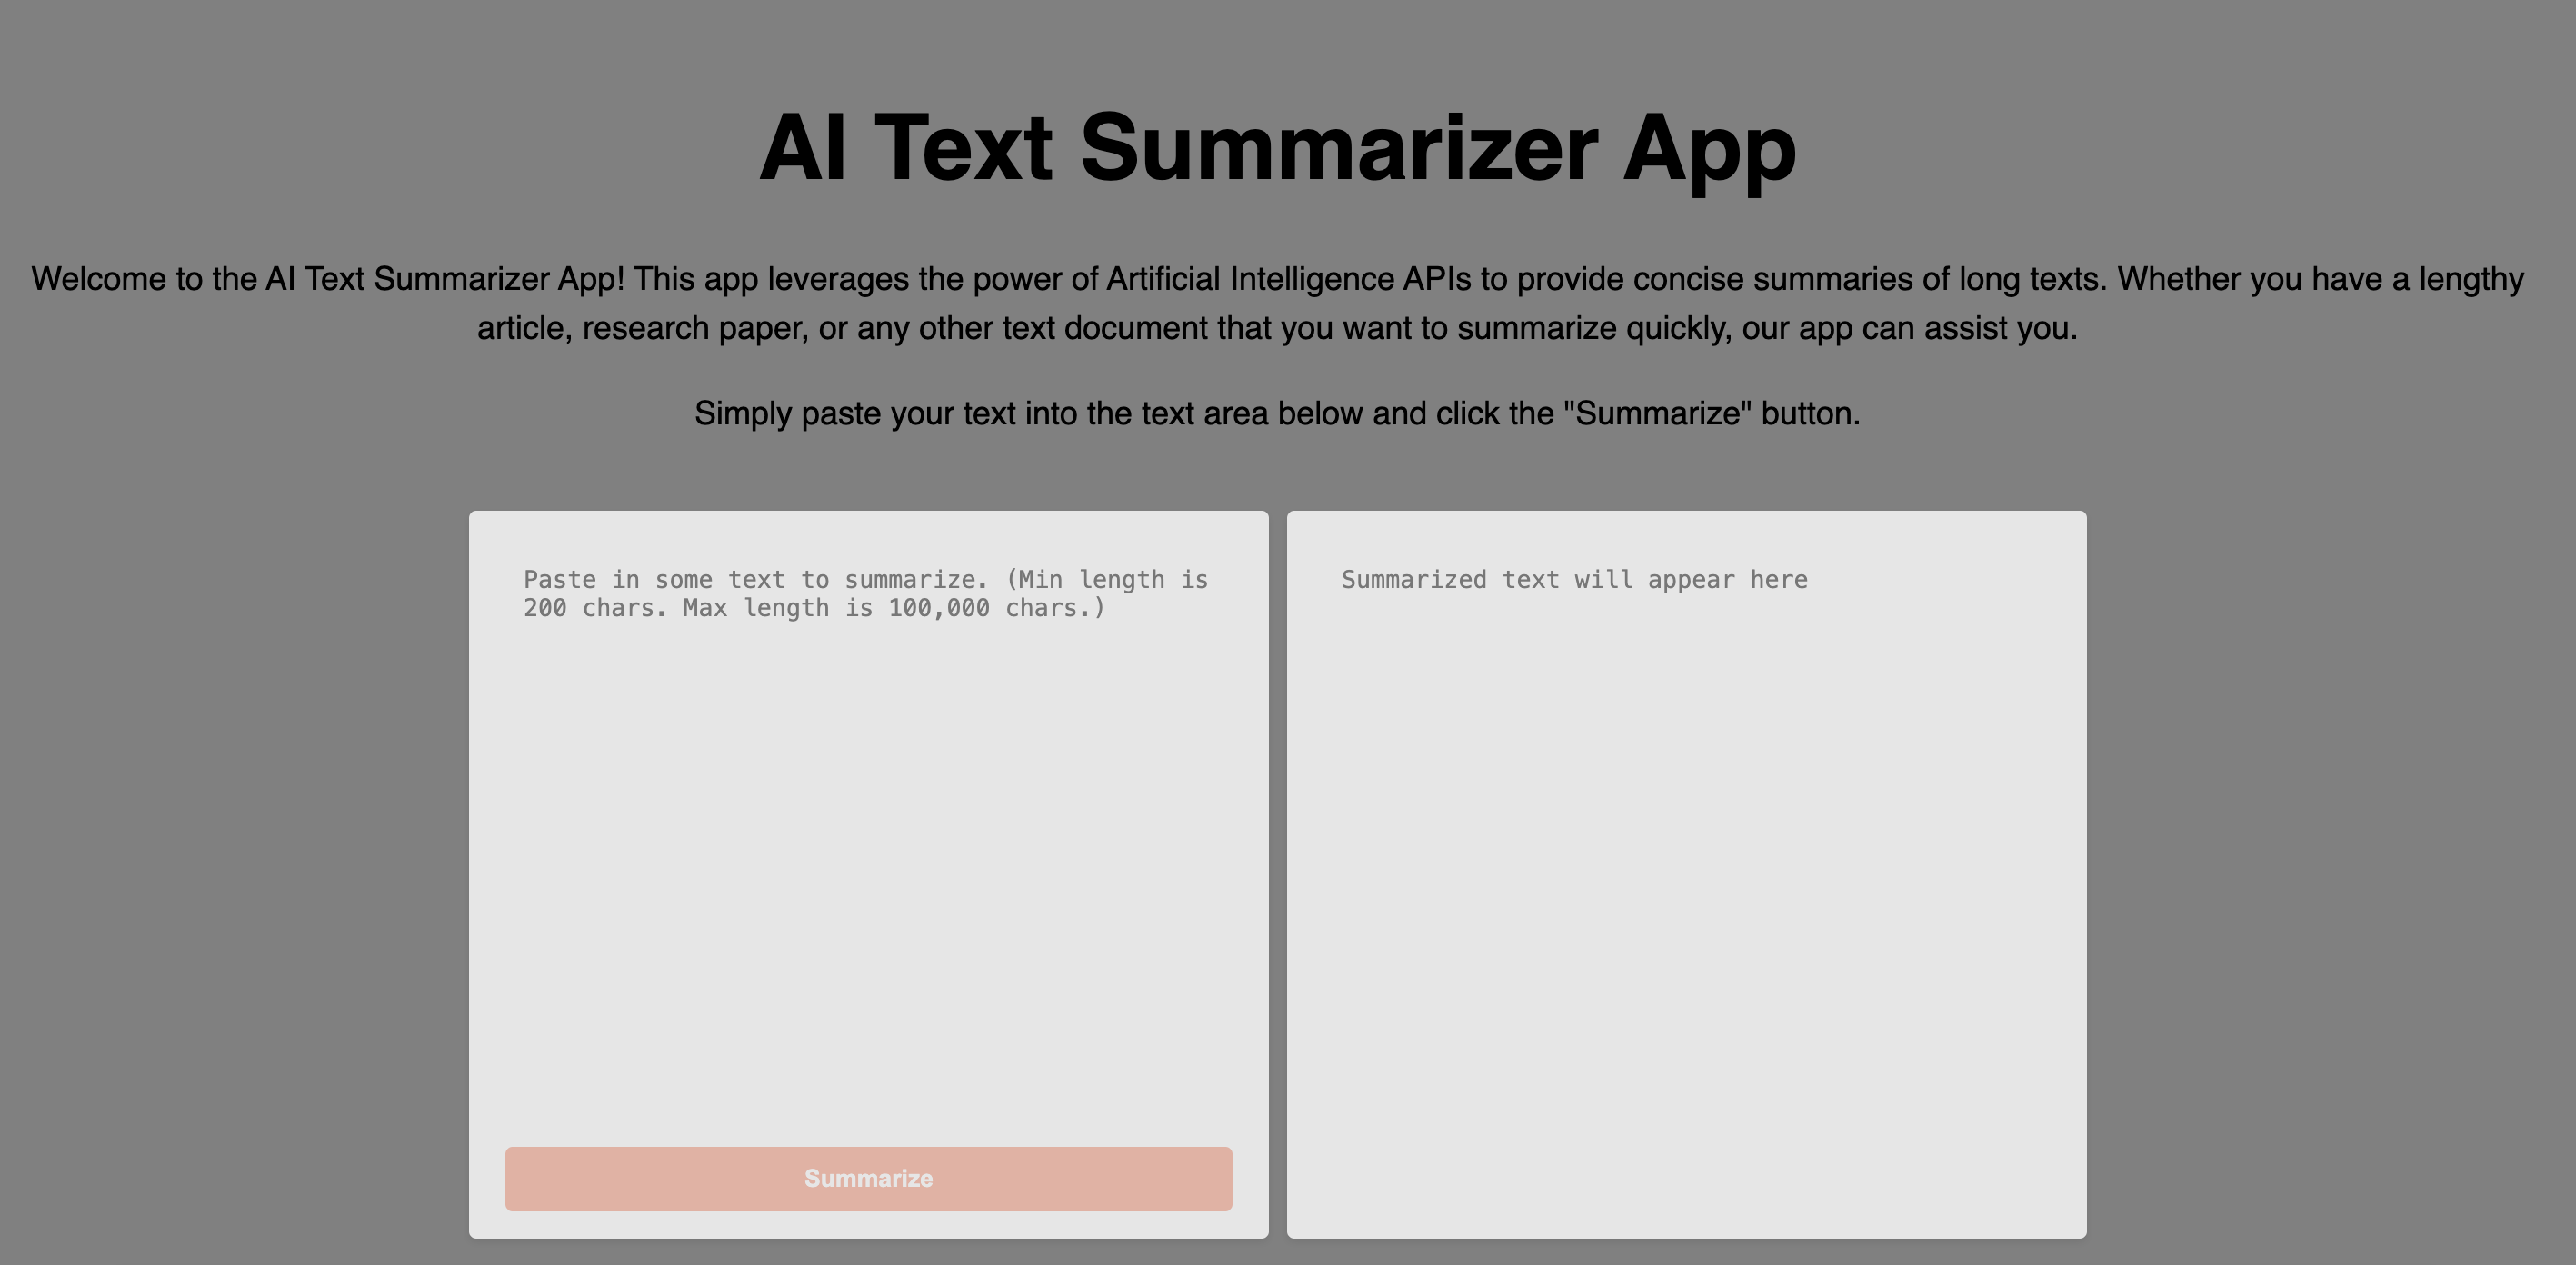 AI Text Summarizer App
Welcome to the AI Text Summarizer App! This app leverages the power of Artificial Intelligence APIs to provide concise summaries of long texts. Whether you have a lengthy
article, research paper, or any other text document that you want to summarize quickly, our app can assist you.
Simply paste your text into the text area below and click the "Summarize" button.
Paste in some text to summarize. (Min length is
200 chars. Max length is 100,000 chars.)
Summarize
Summarized text will appear here